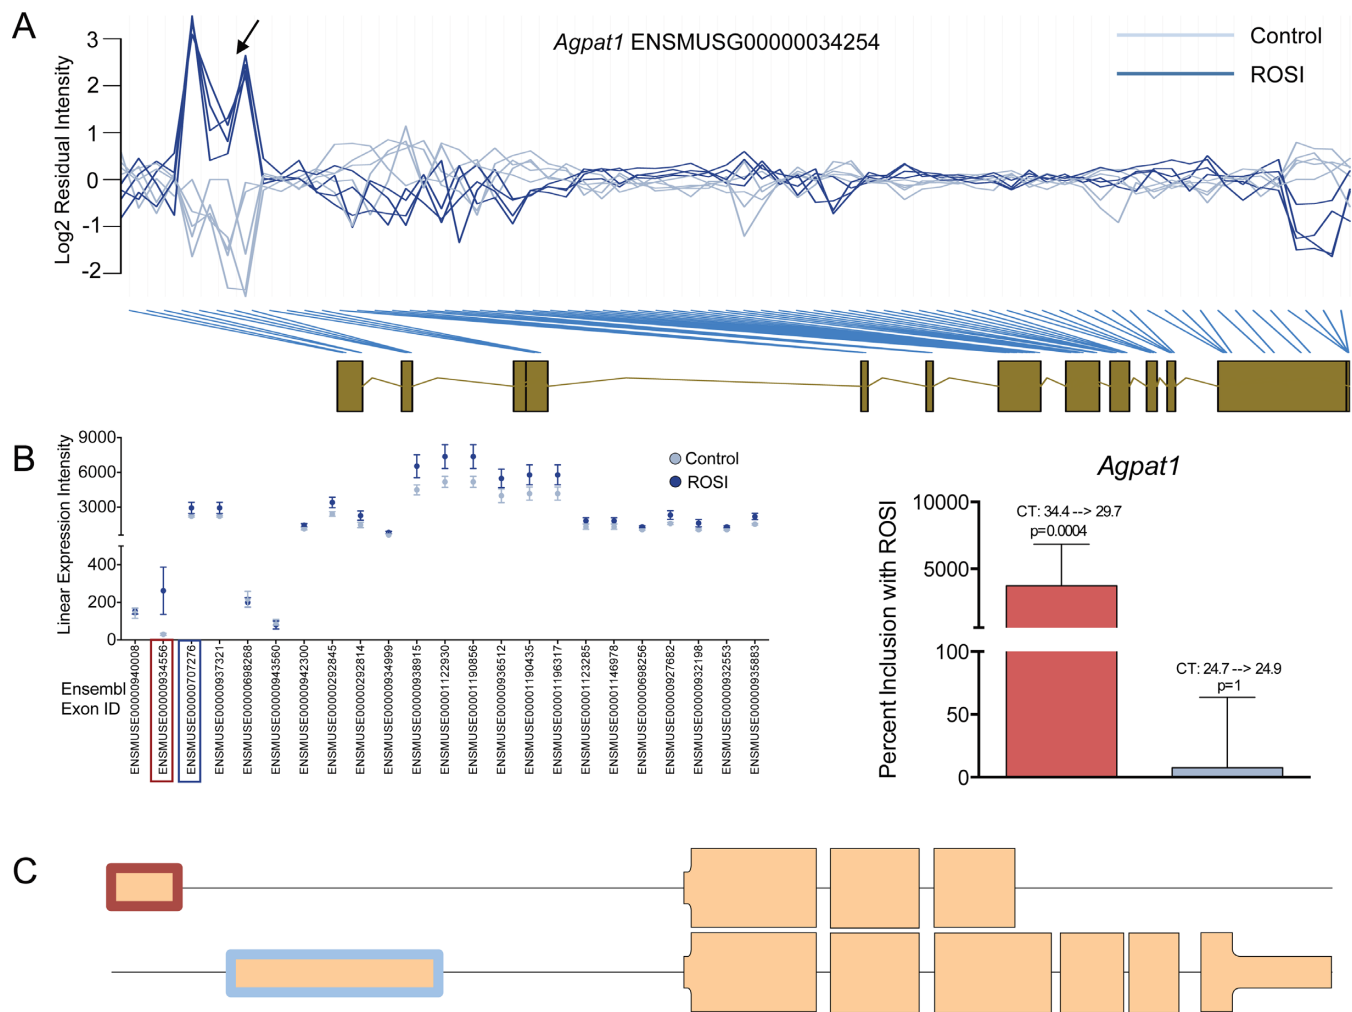 A
Agpat1 ENSMUSG00000034254
Control
ROSI
Log2 Residual Intensity
3
2
1
0
-1
-2
B
Linear Expression Intensity
9000
6000
3000
400
200
0
Control
ROSI
Ensembl
Exon ID
ENSMUSE00000940008
ENSMUSE00000934556
ENSMUSE00000707276
ENSMUSE00000937321
ENSMUSE00000698268
ENSMUSE00000943560
ENSMUSE00000942300
ENSMUSE00000292845
ENSMUSE00000292814
ENSMUSE00000934999
ENSMUSE00000938915
ENSMUSE00001122930
ENSMUSE00001190856
ENSMUSE00000936512
ENSMUSE00001190435
ENSMUSE00001196317
ENSMUSE00001123285
ENSMUSE00001146978
ENSMUSE00000698256
ENSMUSE00000927682
ENSMUSE00000932198
ENSMUSE00000932553
ENSMUSE00000935883
Agpat1
Percent Inclusion with ROSI
10000
5000
100
50
0
CT: 34.4 --> 29.7
p=0.0004
CT: 24.7 --> 24.9
p=1
C